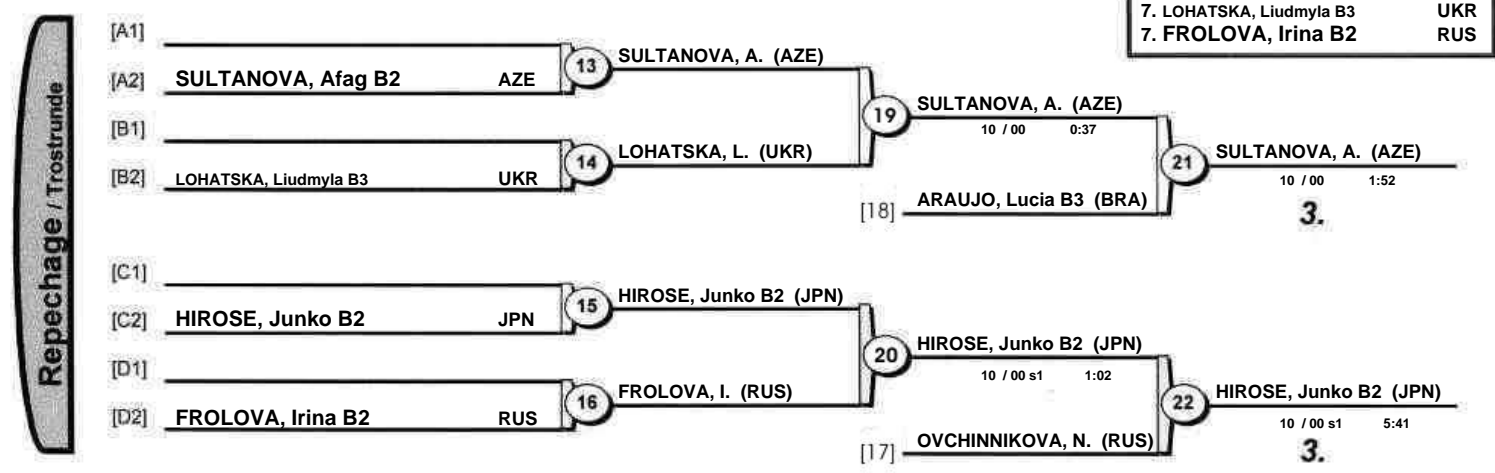 7. LOHATSKA, Liudmyla B3 UKR
7. FROLOVA, Irina B2 RUS
Repechage / Trostrunde
[A1]
[A2] SULTANOVA, Afag B2 AZE
13 SULTANOVA, A. (AZE)
[B1]
[B2] LOHATSKA, Liudmyla B3 UKR
14 LOHATSKA, L. (UKR)
19 SULTANOVA, A. (AZE)
10 / 00 0:37
[18] ARAUJO, Lucia B3 (BRA)
21 SULTANOVA, A. (AZE)
10 / 00 1:52
3.
[C1]
[C2] HIROSE, Junko B2 JPN
15 HIROSE, Junko B2 (JPN)
[D1]
[D2] FROLOVA, Irina B2 RUS
16 FROLOVA, I. (RUS)
20 HIROSE, Junko B2 (JPN)
10 / 00 s1 1:02
[17] OVCHINNIKOVA, N. (RUS)
22 HIROSE, Junko B2 (JPN)
10 / 00 s1 5:41
3.